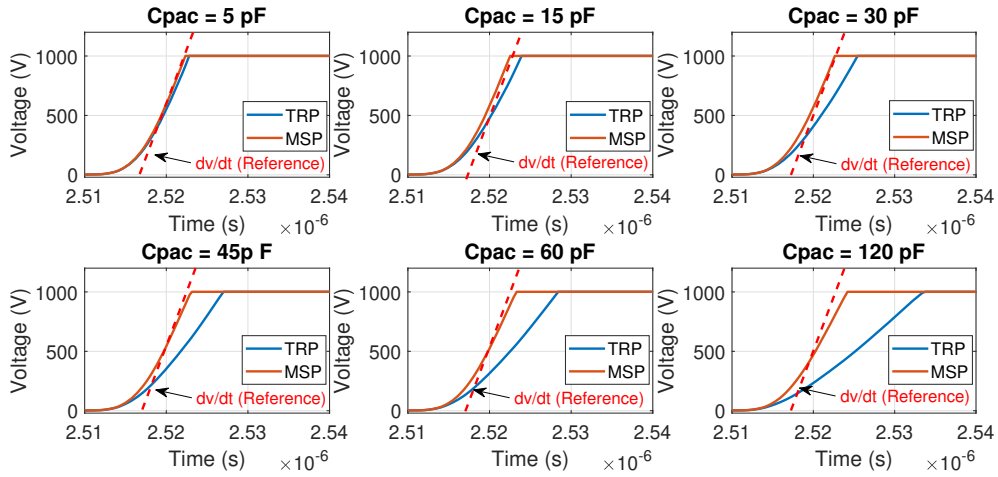 Cpac = 5 pF
Voltage (V)
1000
500
0
TRP
MSP
dv/dt (Reference)
2.51 2.52 2.53 2.54
Time (s) ×10-6
Cpac = 15 pF
Voltage (V)
1000
500
0
TRP
MSP
dv/dt (Reference)
2.51 2.52 2.53 2.54
Time (s) ×10-6
Cpac = 30 pF
Voltage (V)
1000
500
0
TRP
MSP
dv/dt (Reference)
2.51 2.52 2.53 2.54
Time (s) ×10-6
Cpac = 45p F
Voltage (V)
1000
500
0
TRP
MSP
dv/dt (Reference)
2.51 2.52 2.53 2.54
Time (s) ×10-6
Cpac = 60 pF
Voltage (V)
1000
500
0
TRP
MSP
dv/dt (Reference)
2.51 2.52 2.53 2.54
Time (s) ×10-6
Cpac = 120 pF
Voltage (V)
1000
500
0
TRP
MSP
dv/dt (Reference)
2.51 2.52 2.53 2.54
Time (s) ×10-6